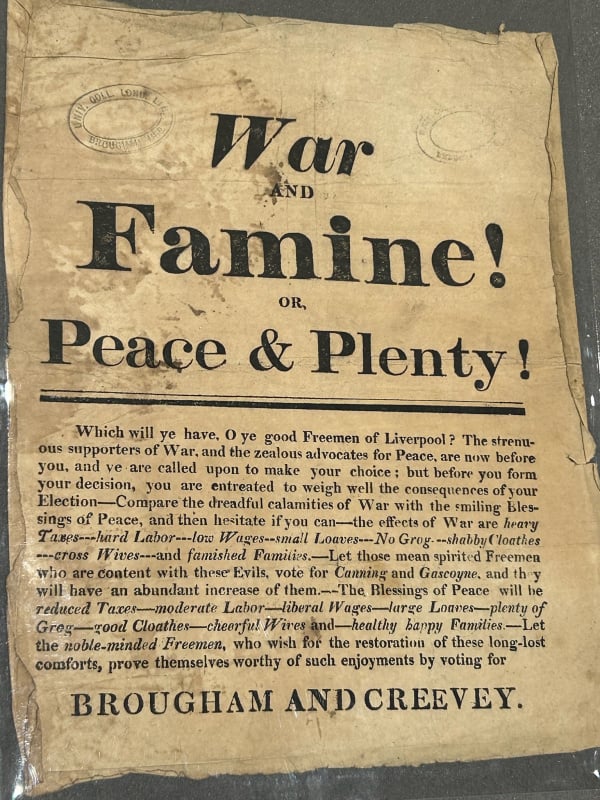 UNIV. COLL. LOND. LIB.
BROUGHAM
War
AND
Famine!
OR,
Peace & Plenty!
Which will ye have, O ye good Freemen of Liverpool? The strenu-
ous supporters of War, and the zealous advocates for Peace, are now before
you, and ye are called upon to make your choice; but before you form
your decision, you are entreated to weigh well the consequences of your
Election—Compare the dreadful calamities of War with the smiling Bles-
sings of Peace, and then hesitate if you can—the effects of War are heavy
Taxes---hard Labor--low Wages--small Loaves--No Grog--shabby Cloathes
---cross Wives---and famished Families.—Let those mean spirited Freemen
who are content with these Evils, vote for Canning and Gascoyne, and they
will have an abundant increase of them.—-The Blessings of Peace will be
reduced Taxes—moderate Labor—liberal Wages—large Loaves—plenty of
Grog—good Cloathes—cheerful Wives and—healthy happy Families.—Let
the noble-minded Freemen, who wish for the restoration of these long-lost
comforts, prove themselves worthy of such enjoyments by voting for
BROUGHAM AND CREEVEY.